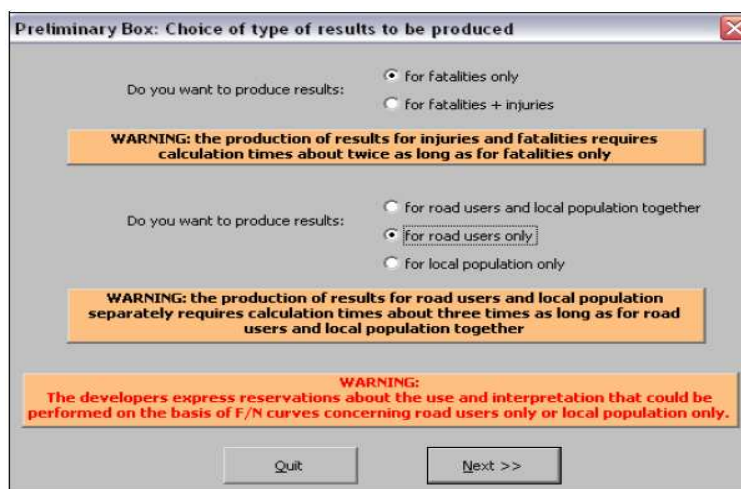 Preliminary Box: Choice of type of results to be produced
Do you want to produce results:
for fatalities only
for fatalities + injuries
WARNING: the production of results for injuries and fatalities requires
calculation times about twice as long as for fatalities only
Do you want to produce results:
for road users and local population together
for road users only
for local population only
WARNING: the production of results for road users and local population
separately requires calculation times about three times as long as for road
users and local population together
WARNING:
The developers express reservations about the use and interpretation that could be
performed on the basis of F/N curves concerning road users only or local population only.
Quit
Next >>